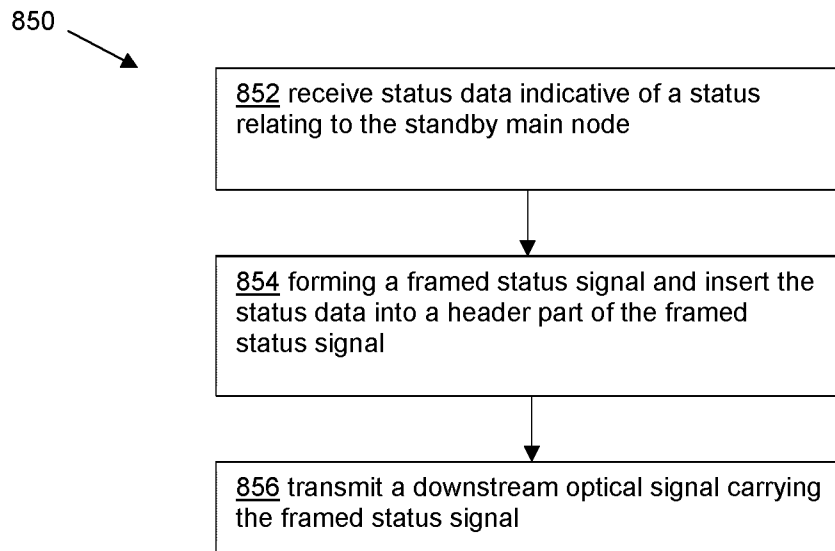 850
852 receive status data indicative of a status
relating to the standby main node
854 forming a framed status signal and insert the
status data into a header part of the framed
status signal
856 transmit a downstream optical signal carrying
the framed status signal